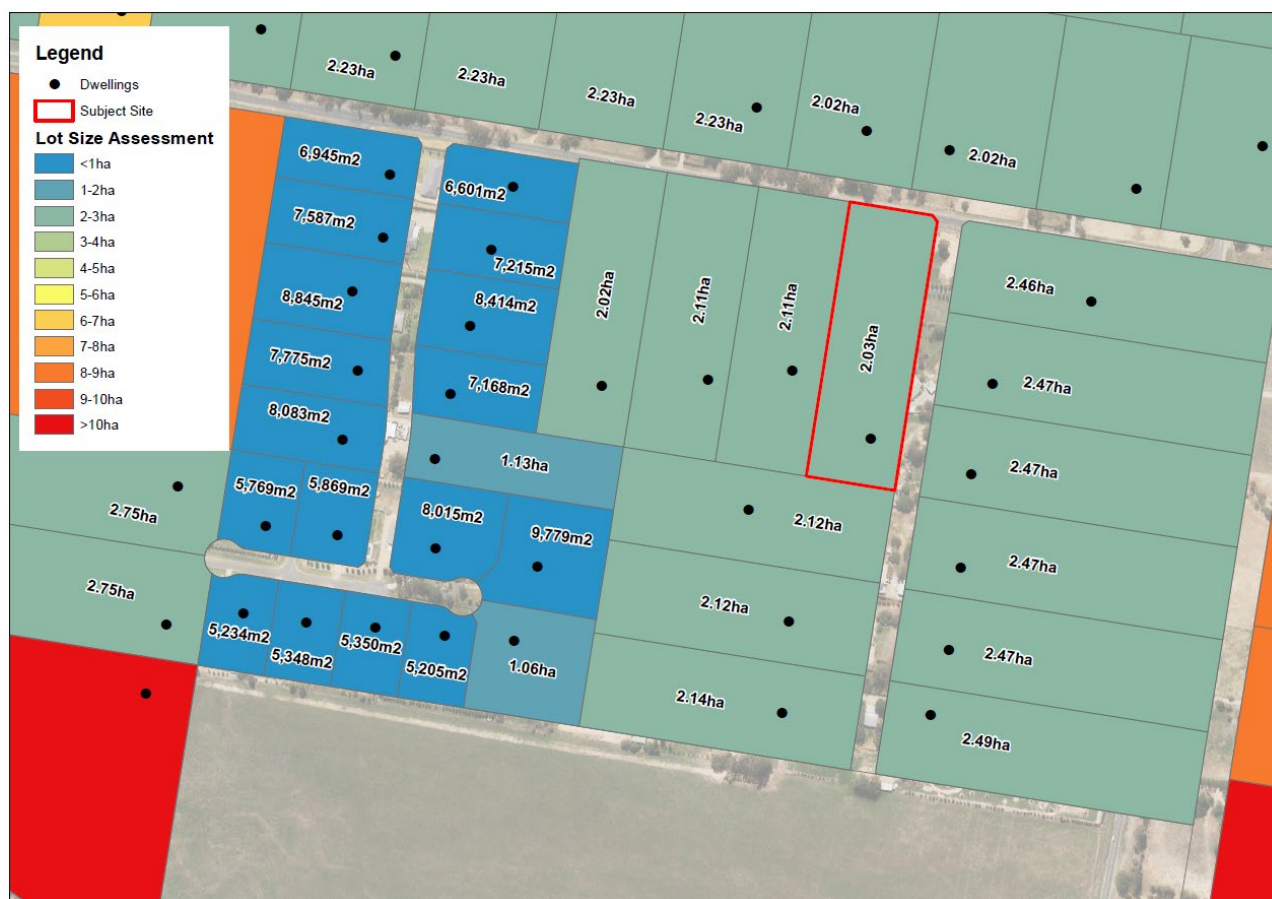 Legend
Dwellings
Subject Site
Lot Size Assessment
<1ha
1-2ha
2-3ha
3-4ha
4-5ha
5-6ha
6-7ha
7-8ha
8-9ha
9-10ha
>10ha
2.23ha
2.23ha
2.23ha
2.23ha
2.02ha
2.02ha
6,945m2
6,601m2
7,587m2
7,215m2
8,845m2
8,414m2
7,775m2
7,168m2
8,083m2
2.02ha
2.11ha
2.11ha
2.03ha
2.46ha
2.47ha
2.47ha
2.47ha
2.47ha
2.49ha
1.13ha
5,769m2
5,869m2
8,015m2
9,779m2
2.12ha
2.12ha
2.14ha
2.75ha
2.75ha
5,234m2
5,348m2
5,350m2
5,205m2
1.06ha